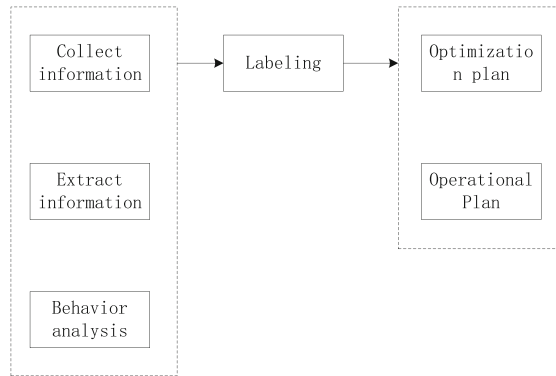 Collect
information
Labeling
Optimizatio
n plan
Extract
information
Operational
Plan
Behavior
analysis